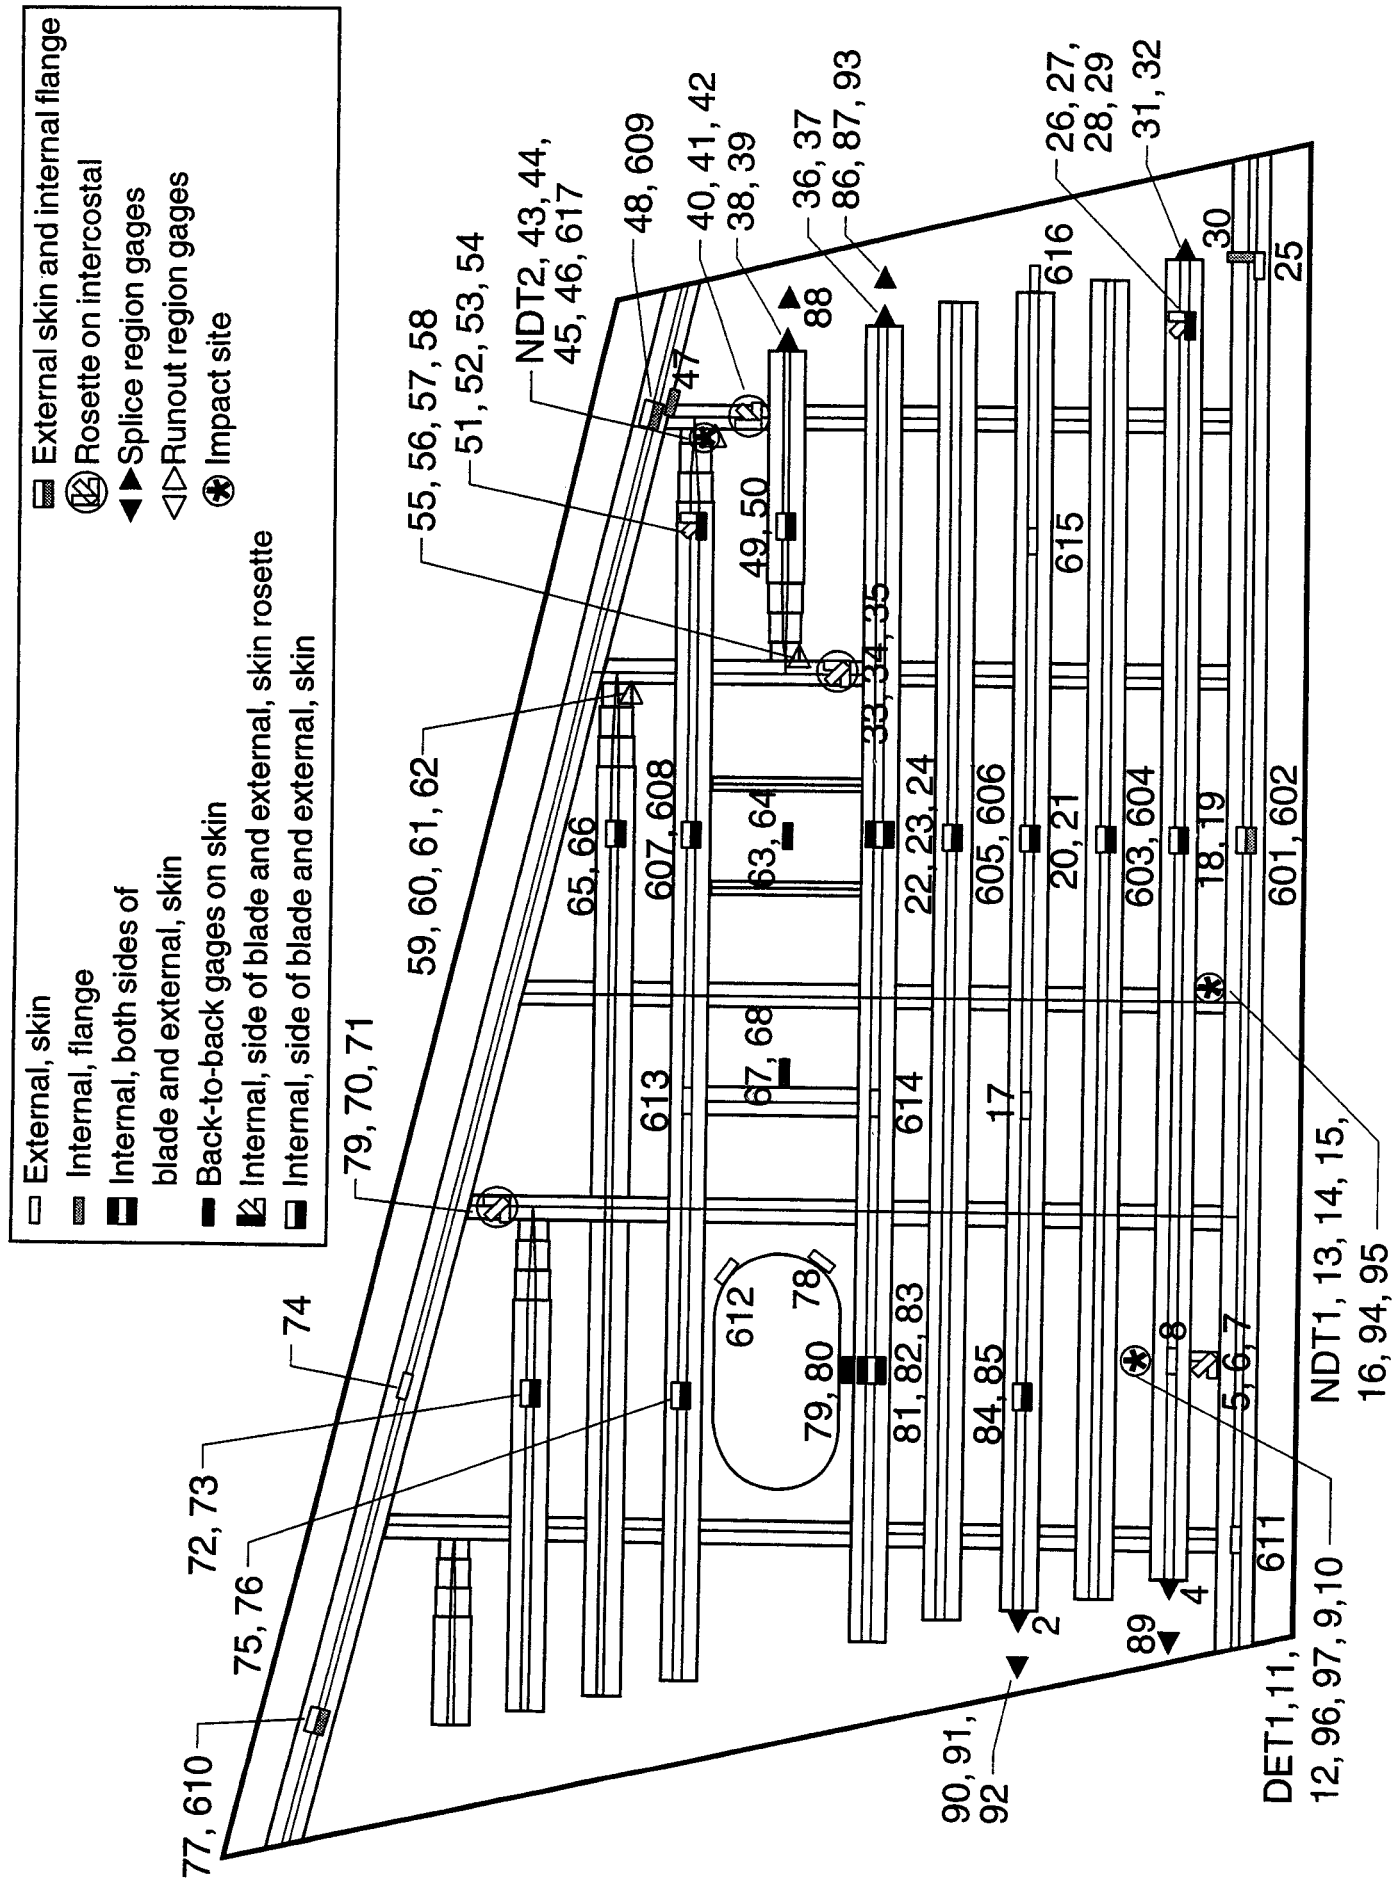 External, skin
Internal, flange
Internal, both sides of
blade and external, skin
Back-to-back gages on skin
Internal, side of blade and external, skin rosette
Internal, side of blade and external, skin
External skin and internal flange
Rosette on intercostal
Splice region gages
Runout region gages
Impact site
77, 610
75, 76
72, 73
74
79, 70, 71
59, 60, 61, 62
55, 56, 57, 58
51, 52, 53, 54
NDT2, 43, 44,
45, 46, 617
48, 609
40, 41, 42
38, 39
36, 37
86, 87, 93
26, 27,
28, 29
31, 32
47
65, 66
607, 608
49, 50
88
613
67, 68
63, 64
33, 34, 35
612
78
79, 80
81, 82, 83
614
22, 23, 24
84, 85
17
605, 606
615
616
20, 21
603, 604
8
18, 19
30
25
5, 6, 7
601, 602
2
4
89
611
90, 91,
92
DET1, 11,
12, 96, 97, 9, 10
NDT1, 13, 14, 15,
16, 94, 95